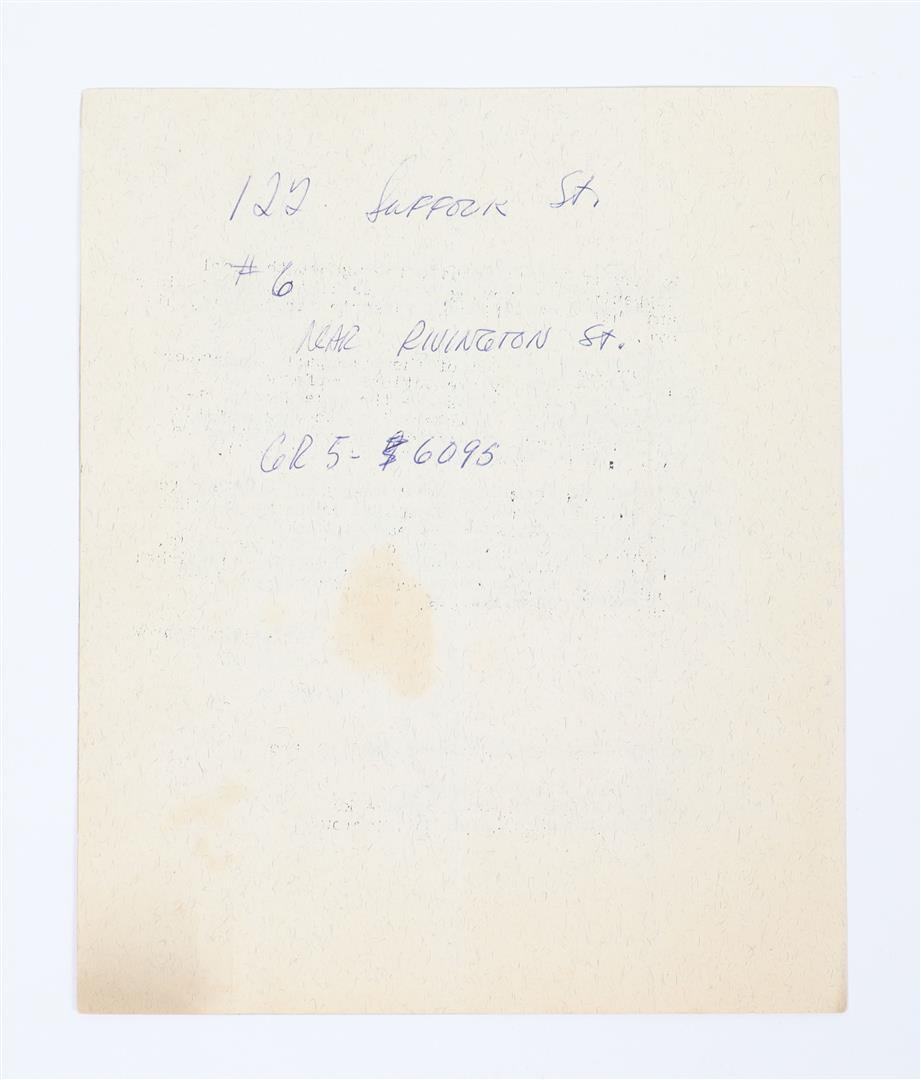 122 Suffolk St.
#6
near Rivington St.
GR 5-6095